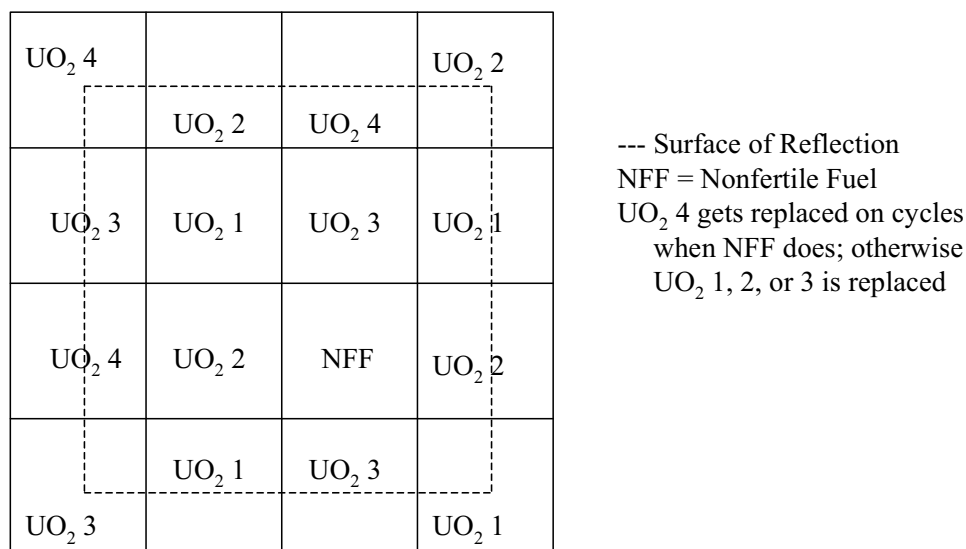 UO₂ 4
UO₂ 2
UO₂ 2
UO₂ 4
UO₂ 3
UO₂ 1
UO₂ 3
UO₂ 1
UO₂ 4
UO₂ 2
NFF
UO₂ 2
UO₂ 1
UO₂ 3
UO₂ 3
UO₂ 1
--- Surface of Reflection
NFF = Nonfertile Fuel
UO₂ 4 gets replaced on cycles
when NFF does; otherwise
UO₂ 1, 2, or 3 is replaced